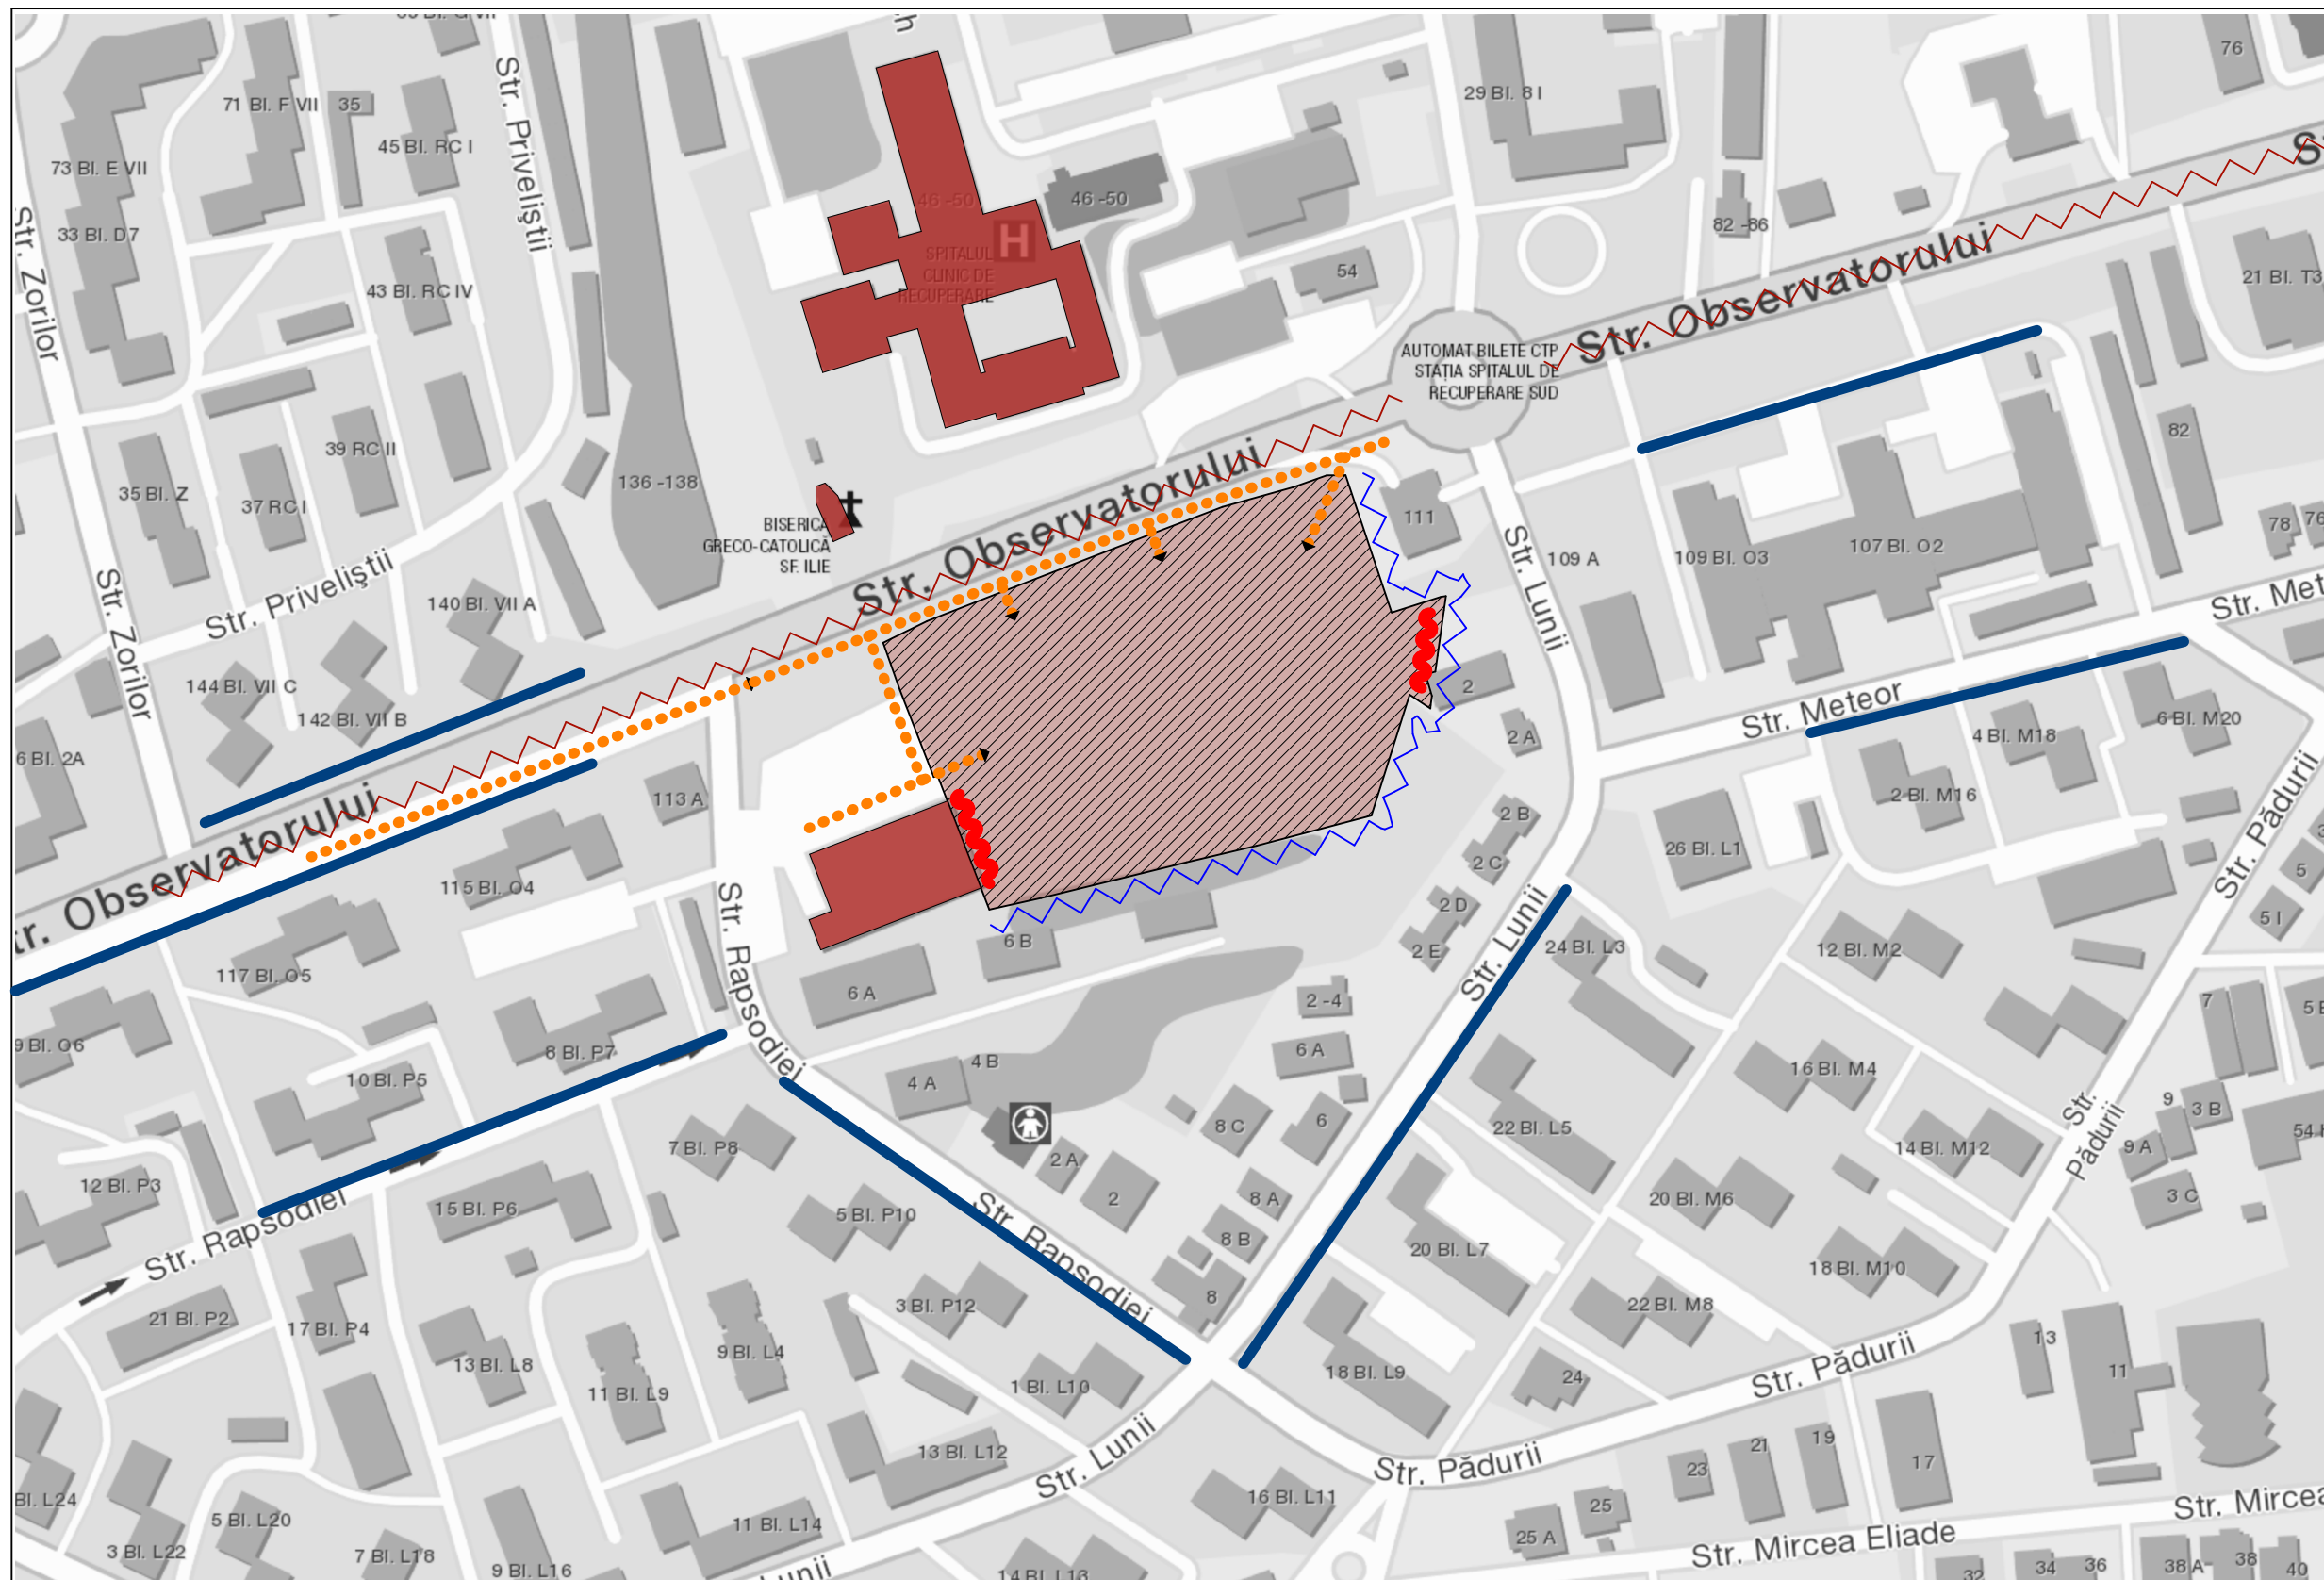 76
71 Bl. F VII
35
45 Bl. RC I
Str. Priveliştii
29 Bl. 8 I
73 Bl. E VII
33 Bl. D7
Str. Zorilor
46 -50
46 -50
H
SPITALUL
CLINIC DE
RECUPERARE
82 -86
54
43 Bl. RC IV
Str. Observatorului
21 Bl. T3
AUTOMAT BILETE CTP
STAȚIA SPITALUL DE
RECUPERARE SUD
39 RC II
35 Bl. Z
37 RC I
136 -138
82
BISERICA
GRECO-CATOLICĂ
SF. ILIE
Str. Observatorului
111
Str. Lunii
109 A
109 Bl. O3
107 Bl. O2
78
76
Str. Priveliştii
Str. Zorilor
140 Bl. VII A
144 Bl. VII C
142 Bl. VII B
Str. Met
Str. Meteor
2
2 A
4 Bl. M18
6 Bl. M20
6 Bl. 2A
113 A
2 Bl. M16
2 B
2 C
26 Bl. L1
Str. Pădurii
5
5 I
tr. Observatorului
115 Bl. O4
Str. Rapsodiei
2 D
2 E
6 B
6 A
117 Bl. O5
Str. Lunii
24 Bl. L3
12 Bl. M2
2 -4
7
9 Bl. O6
8 Bl. P7
10 Bl. P5
4 B
4 A
6 A
6
8 C
16 Bl. M4
22 Bl. L5
14 Bl. M12
Str.
Pădurii
9
3 B
9 A
3 C
7 Bl. P8
2 A
2
8 A
8 B
8
12 Bl. P3
15 Bl. P6
5 Bl. P10
Str. Rapsodiei
Str. Rapsodiei
20 Bl. M6
20 Bl. L7
18 Bl. M10
22 Bl. M8
21 Bl. P2
17 Bl. P4
3 Bl. P12
13 Bl. L8
9 Bl. L4
11 Bl. L9
1 Bl. L10
18 Bl. L9
24
Str. Pădurii
13
11
13 Bl. L12
Str. Lunii
Str. Pădurii
23
21
19
17
16 Bl. L11
25
25 A
Bl. L24
5 Bl. L20
3 Bl. L22
7 Bl. L18
9 Bl. L16
11 Bl. L14
Str. Mircea
Str. Mircea Eliade
14 Bl. L13
32
34
36
38 A
38
40